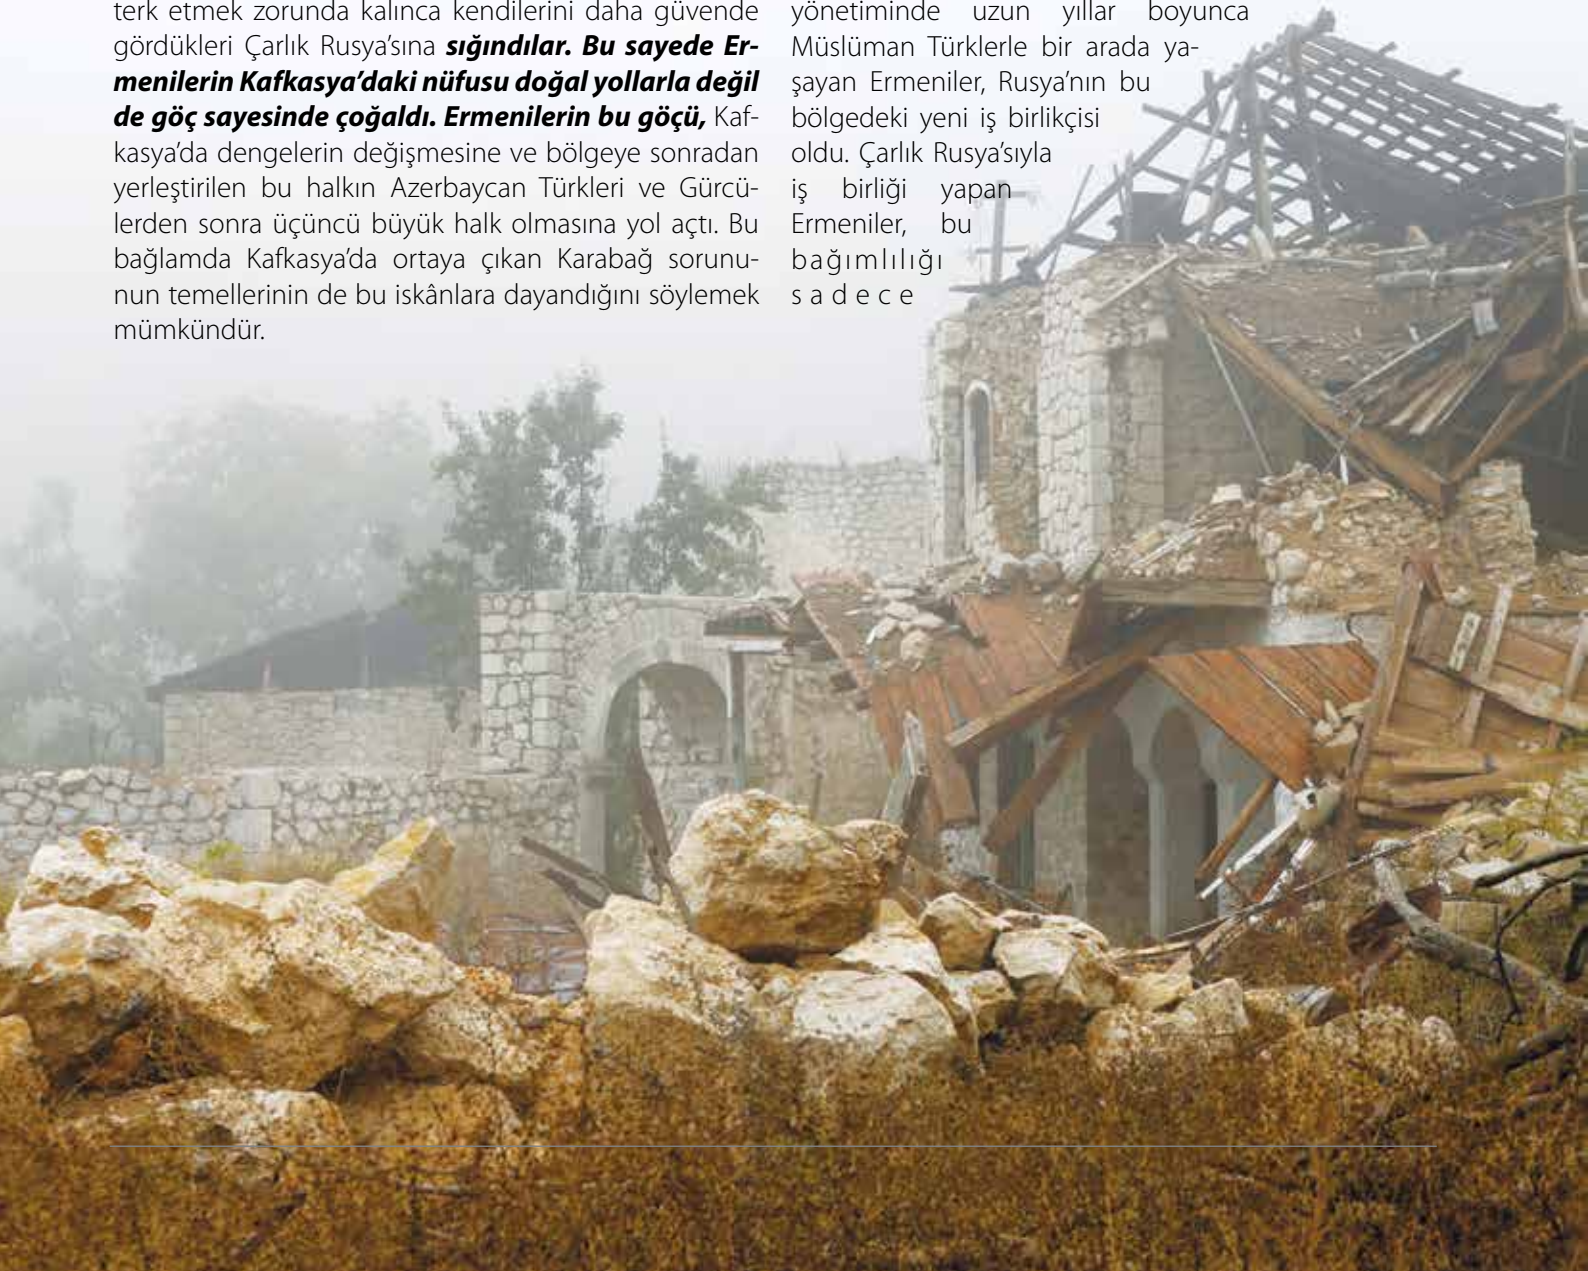 terk etmek zorunda kalınca kendilerini daha güvende
gördükleri Çarlık Rusya’sına sığındılar. Bu sayede Er-
menilerin Kafkasya’daki nüfusu doğal yollarla değil
de göç sayesinde çoğaldı. Ermenilerin bu göçü, Kaf-
kasya’da dengelerin değişmesine ve bölgeye sonradan
yerleştirilen bu halkın Azerbaycan Türkleri ve Gürcü-
lerden sonra üçüncü büyük halk olmasına yol açtı. Bu
bağlamda Kafkasya’da ortaya çıkan Karabağ sorunu-
nun temellerinin de bu iskânlara dayandığını söylemek
mümkündür.
yönetiminde uzun yıllar boyunca
Müslüman Türklerle bir arada ya-
şayan Ermeniler, Rusya’nın bu
bölgedeki yeni iş birlikçisi
oldu. Çarlık Rusya’sıyla
iş birliği yapan
Ermeniler, bu
bağımlılığı
sadece